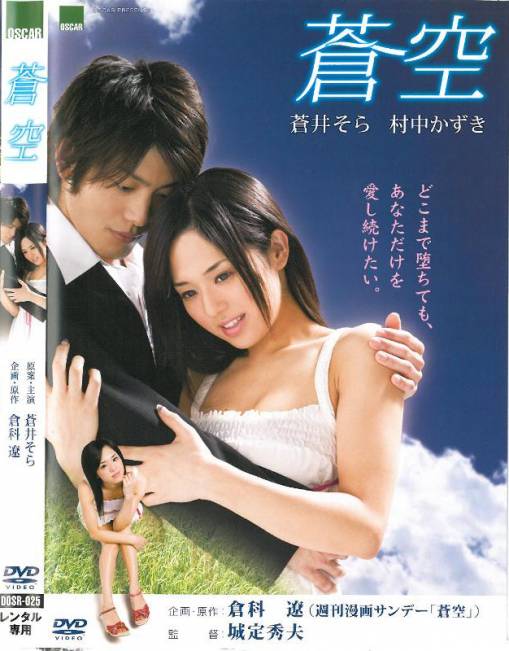 OSCAR
蒼空
原案・主演 蒼井そら
企画・原作 倉科 遼
DVD
VIDEO
DOSR-025
レンタル
専用
OSCAR
蒼空
蒼井そら 村中かずき
どこまで堕ちても、
あなただけを
愛し続けたい。
DVD
VIDEO
企画・原作:倉科 遼(週刊漫画サンデー「蒼空」)
監 督:城定秀夫